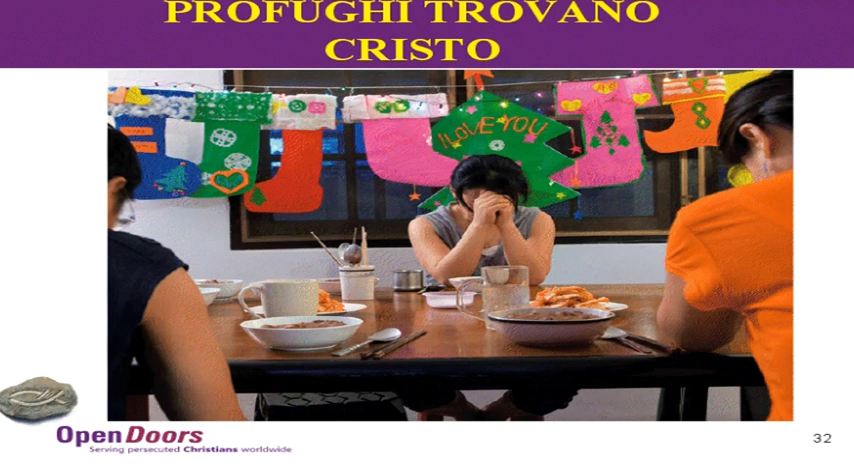 PROFUGHI TROVANO
CRISTO
I LOVE YOU
OpenDoors
Serving persecuted Christians worldwide
32